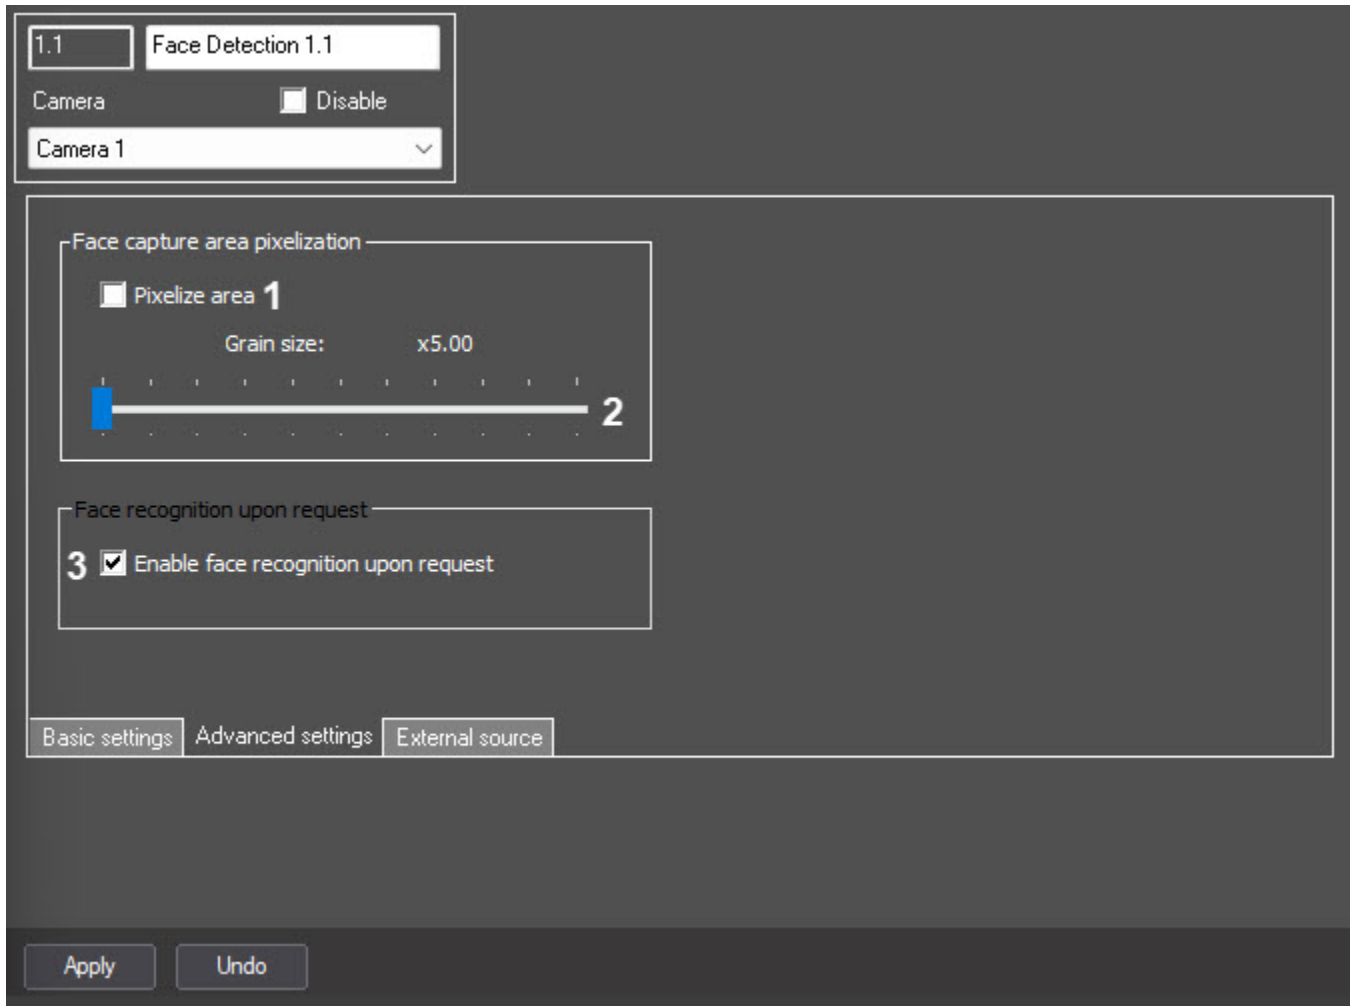 1.1 Face Detection 1.1
Camera Disable
Camera 1
Face capture area pixelization
Pixelize area 1
Grain size: x5.00
2
Face recognition upon request
3 Enable face recognition upon request
Basic settings Advanced settings External source
Apply Undo